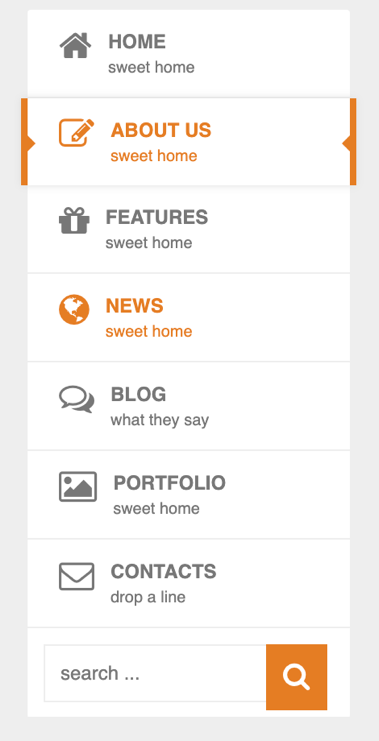 HOME
sweet home
ABOUT US
sweet home
FEATURES
sweet home
NEWS
sweet home
BLOG
what they say
PORTFOLIO
sweet home
CONTACTS
drop a line
search ...